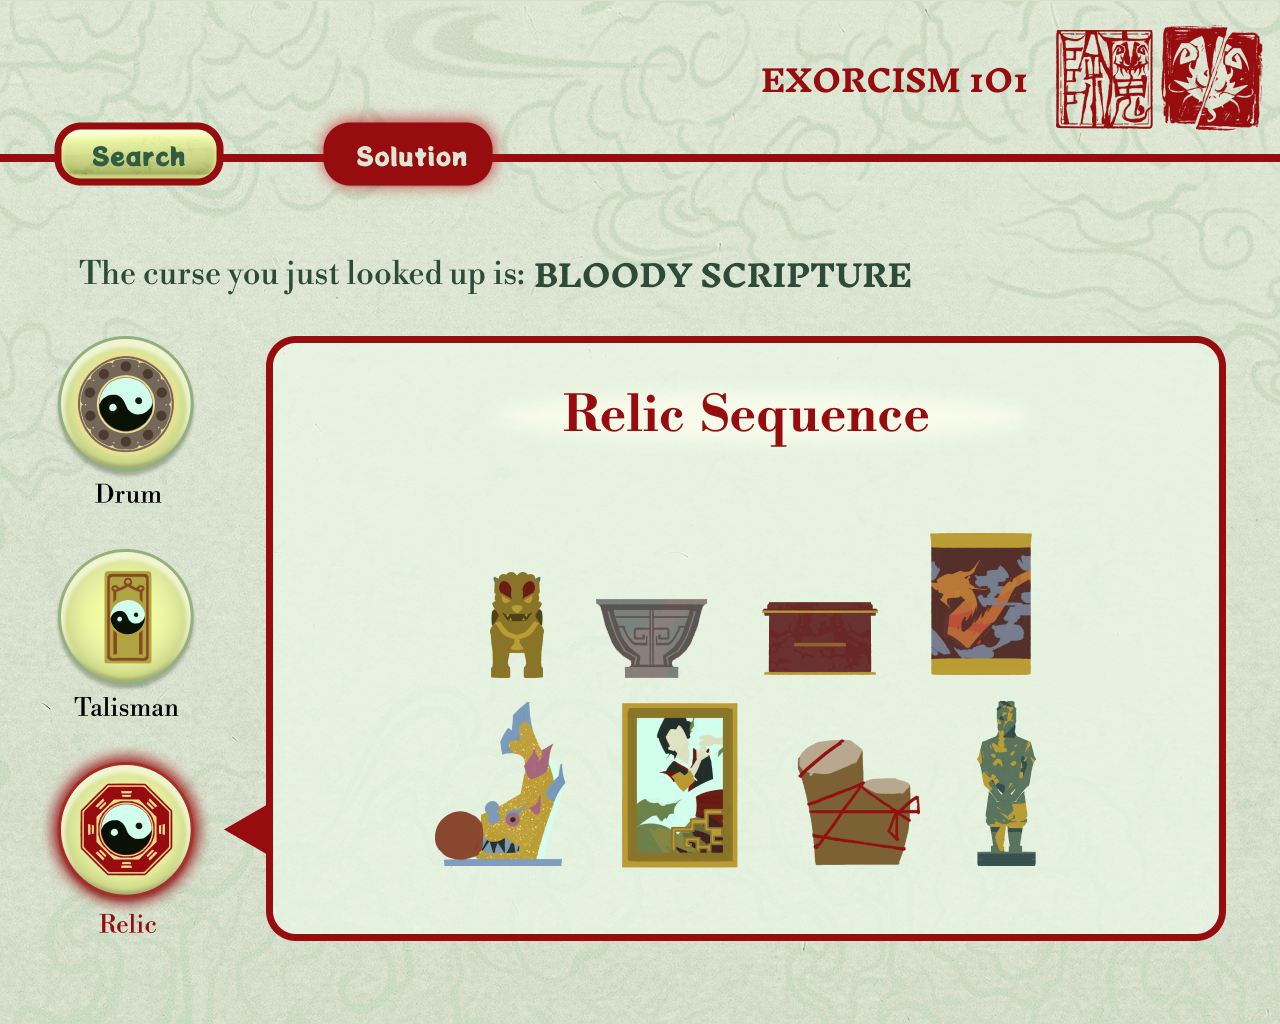 EXORCISM 101
Search
Solution
The curse you just looked up is: BLOODY SCRIPTURE
Relic Sequence
Drum
Talisman
Relic